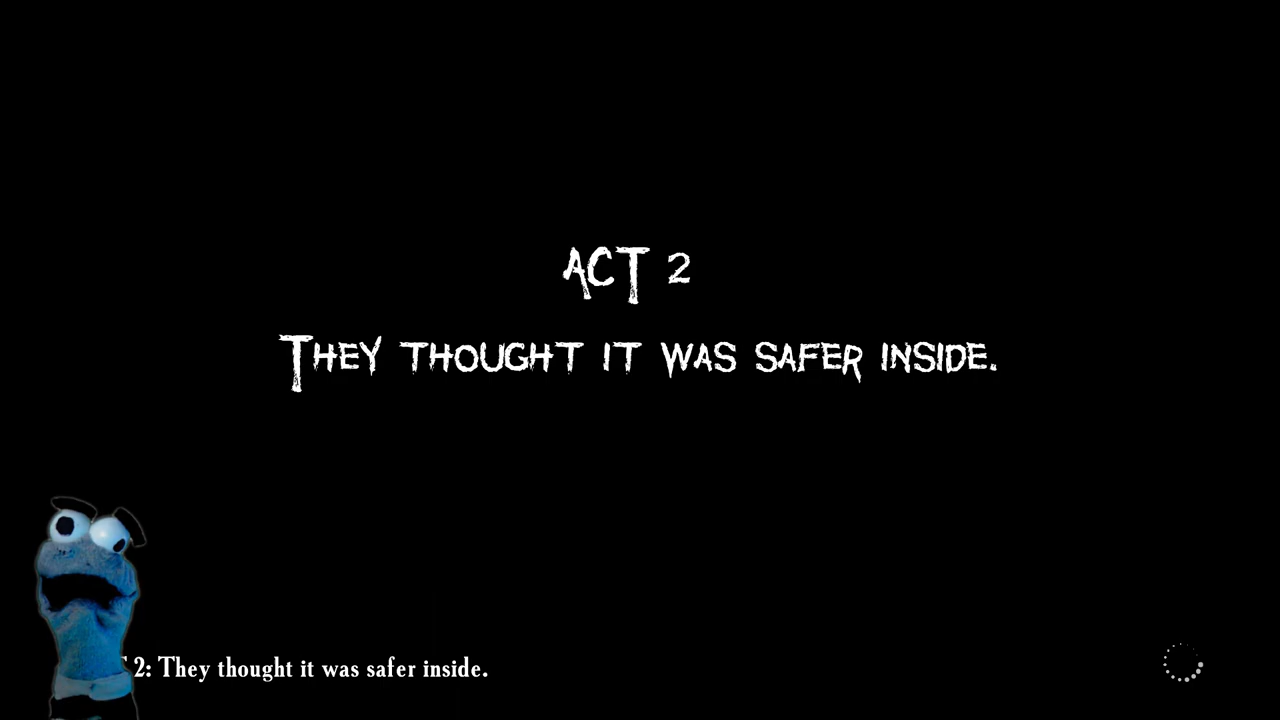 ACT 2
They thought it was safer inside.
2: They thought it was safer inside.